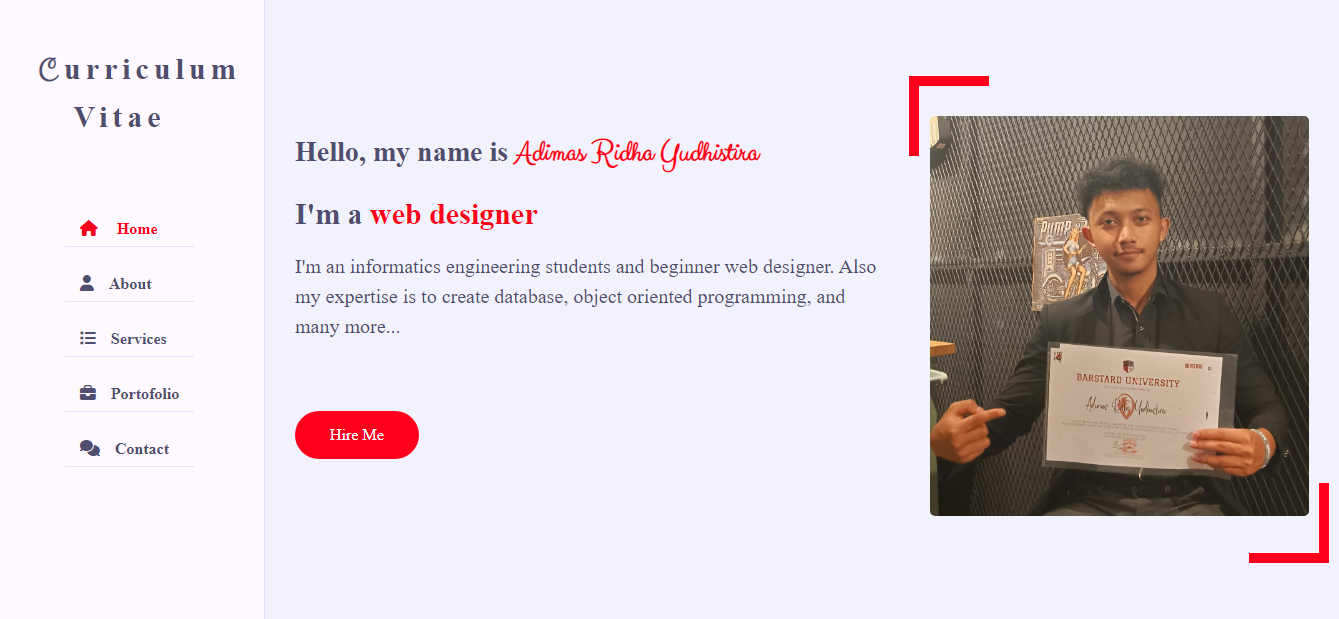 Curriculum
Vitae
Home
About
Services
Portofolio
Contact
Hello, my name is Adimas Ridha Yudhistira
I'm a web designer
I'm an informatics engineering students and beginner web designer. Also
my expertise is to create database, object oriented programming, and
many more...
Hire Me
PUMP
BARSTARD UNIVERSITY
Adimas Ridha Yudhistira